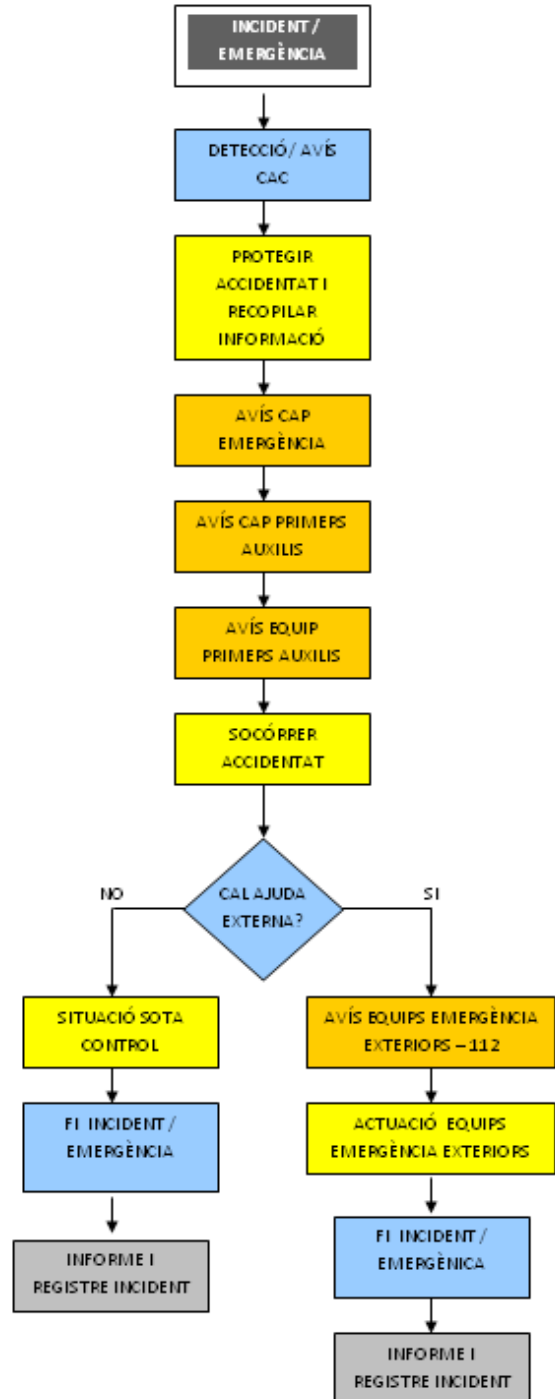 INCIDENT /
EMERGÈNCIA
DETECCIÓ / AVÍS
CAC
PROTEGIR
ACCIDENTAT I
RECOPILAR
INFORMACIÓ
AVÍS CAP
EMERGÈNCIA
AVÍS CAP PRIMERS
AUXILIS
AVÍS EQUIP
PRIMERS AUXILIS
SOCÓRRER
ACCIDENTAT
CAL AJUDA
EXTERNA?
NO
SI
SITUACIÓ SOTA
CONTROL
FI INCIDENT /
EMERGÈNCIA
INFORME I
REGISTRE INCIDENT
AVÍS EQUIPS EMERGÈNCIA
EXTERIORS – 112
ACTUACIÓ EQUIPS
EMERGÈNCIA EXTERIORS
FI INCIDENT /
EMERGÈNICA
INFORME I
REGISTRE INCIDENT